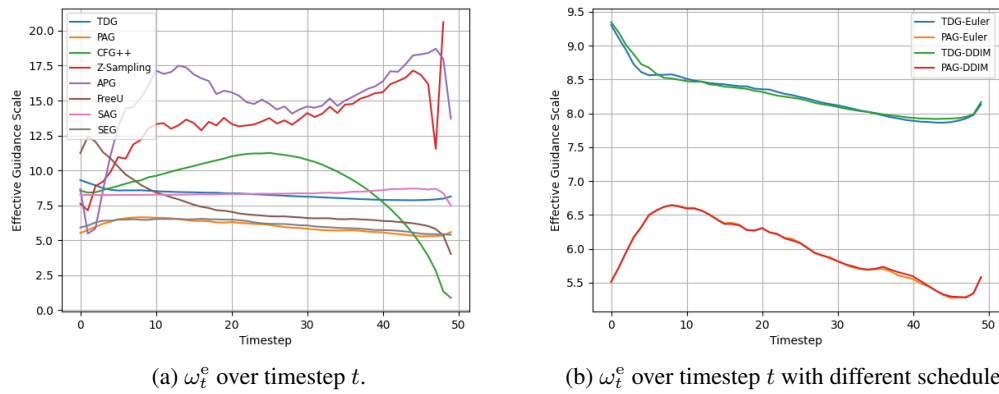 TDG
PAG
CFG++
Z-Sampling
APG
FreeU
SAG
SEG
20.0
17.5
15.0
12.5
10.0
7.5
5.0
2.5
0.0
Effective Guidance Scale
0 10 20 30 40 50
Timestep
(a) ω_t^e over timestep t.
TDG-Euler
PAG-Euler
TDG-DDIM
PAG-DDIM
9.5
9.0
8.5
8.0
7.5
7.0
6.5
6.0
5.5
Effective Guidance Scale
0 10 20 30 40 50
Timestep
(b) ω_t^e over timestep t with different schedule